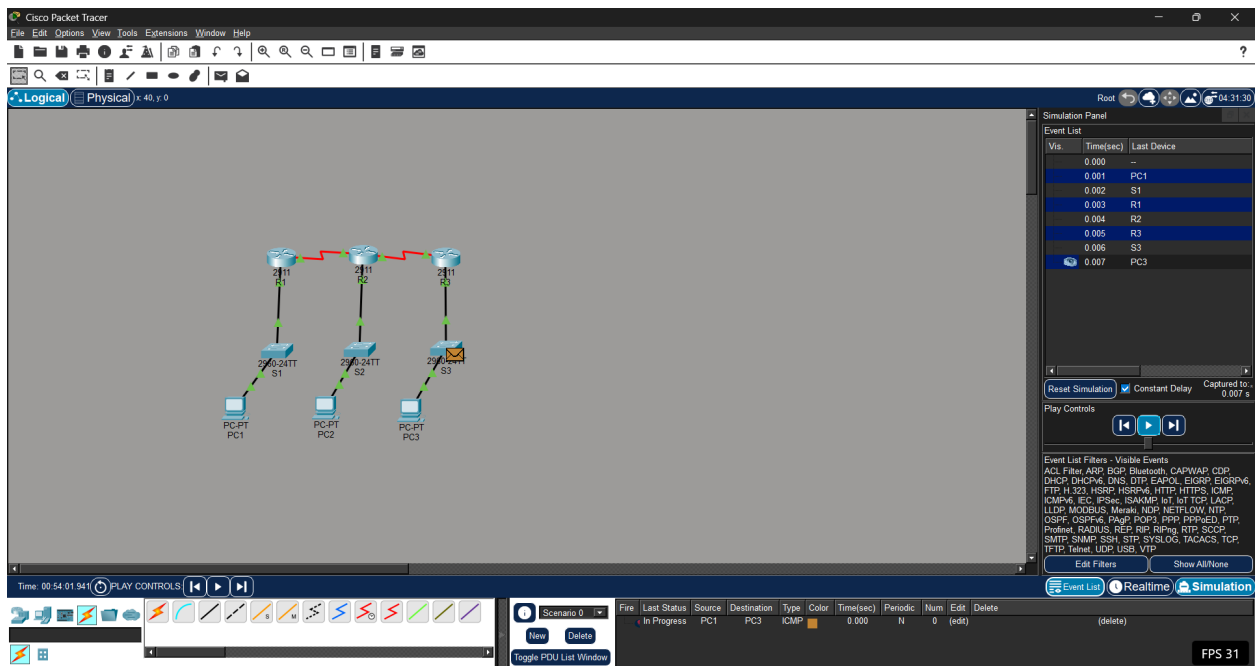 Cisco Packet Tracer
File Edit Options View Tools Extensions Window Help
?
Logical Physical x: 40, y: 0 Root 04:31:30
Simulation Panel
Event List
Vis. Time(sec) Last Device
0.000 --
0.001 PC1
0.002 S1
0.003 R1
0.004 R2
0.005 R3
0.006 S3
0.007 PC3
2911
R1
2911
R2
2911
R3
2960-24TT
S1
2960-24TT
S2
S3
PC-PT
PC1
PC-PT
PC2
PC-PT
PC3
Reset Simulation Constant Delay Captured to:
0.007 s
Play Controls
Event List Filters - Visible Events
ACL Filter, ARP, BGP, Bluetooth, CAPWAP, CDP,
DHCP, DHCPv6, DNS, DTP, EAPOL, EIGRP, EIGRPv6,
FTP, H.323, HSRP, HSRPv6, HTTP, HTTPS, ICMP,
ICMPv6, IEC, IPSec, ISAKMP, IoT, IoT TCP, LACP,
LLDP, MODBUS, Meraki, NDP, NETFLOW, NTP,
OSPF, OSPFv6, PAgP, POP3, PPP, PPPoED, PTP,
Profinet, RADIUS, REP, RIP, RIPng, RTP, SCCP,
SMTP, SNMP, SSH, STP, SYSLOG, TACACS, TCP,
TFTP, Telnet, UDP, USB, VTP
Edit Filters Show All/None
Time: 00:54:01.941 PLAY CONTROLS: Event List Realtime Simulation
Scenario 0
New Delete
Toggle PDU List Window
Fire Last Status Source Destination Type Color Time(sec) Periodic Num Edit Delete
In Progress PC1 PC3 ICMP 0.000 N 0 (edit) (delete)
FPS 31